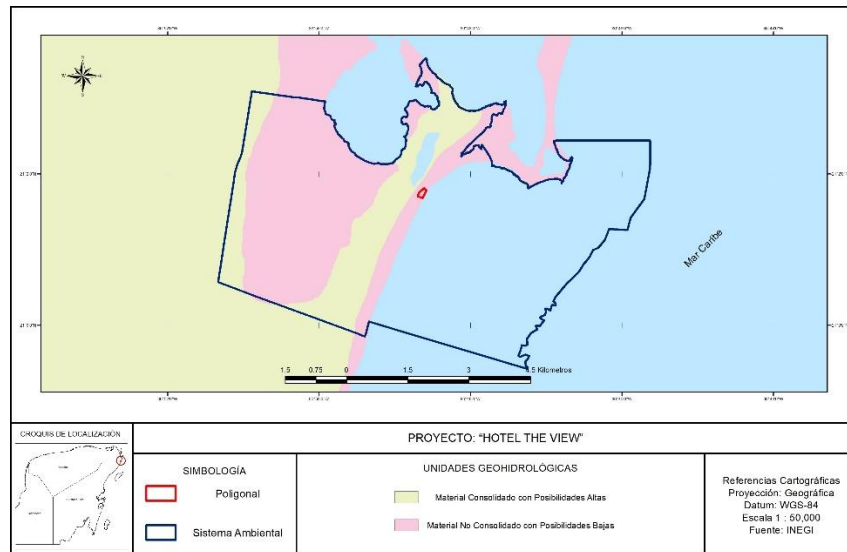 Mar Caribe
1.5 0.75 0 1.5 3 4.5 Kilometros
CROQUIS DE LOCALIZACIÓN
PROYECTO: “HOTEL THE VIEW”
SIMBOLOGÍA
Poligonal
Sistema Ambiental
UNIDADES GEOHIDROLÓGICAS
Material Consolidado con Posibilidades Altas
Material No Consolidado con Posibilidades Bajas
Referencias Cartográficas
Proyección: Geográfica
Datum: WGS-84
Escala 1 : 50,000
Fuente: INEGI